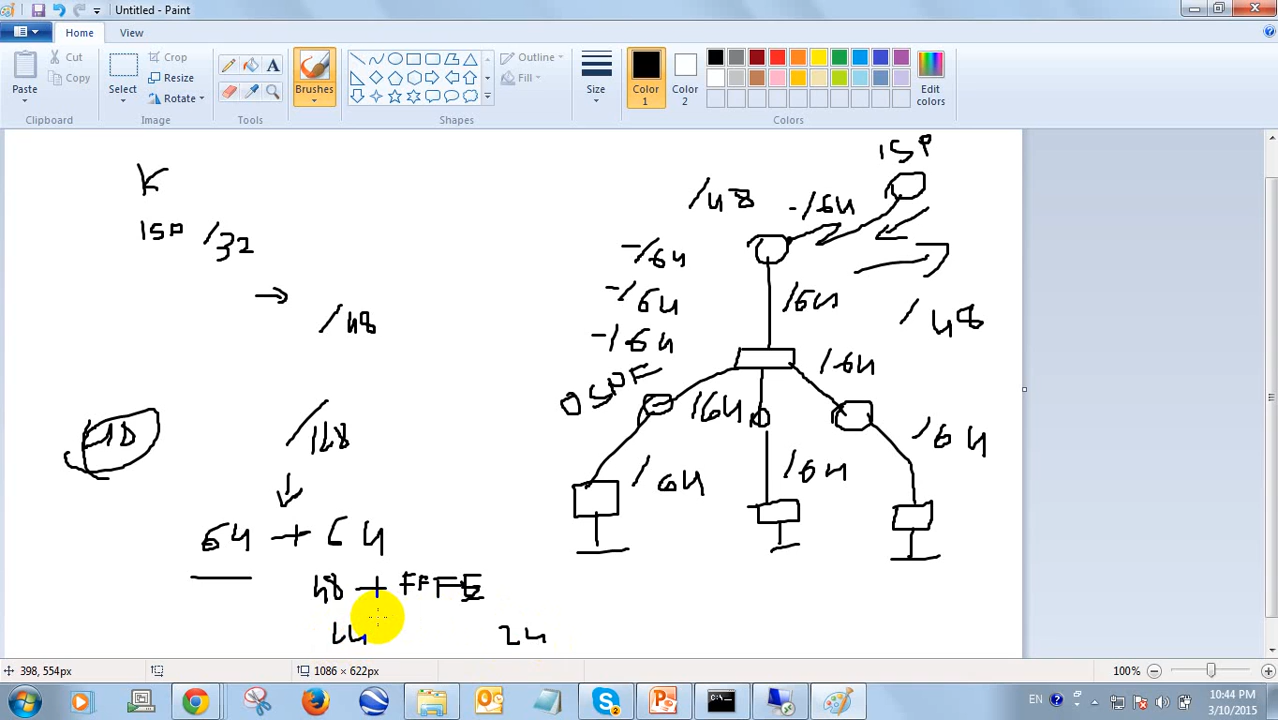 Untitled - Paint
Home
View
Paste
Cut
Copy
Select
Crop
Resize
Rotate
Brushes
Outline
Fill
Size
Color 1
Color 2
Edit colors
Clipboard
Image
Tools
Shapes
Colors
ISP
/48
-/64
K
ISP /32
-/64
→
/48
-/64
/64
/48
-/64
/64
OSPF
/64
/64
/128
/64
/64
64 + 64
48 + FFFE
24
24
398, 554px
1086 × 622px
100%
EN
10:44 PM
3/10/2015